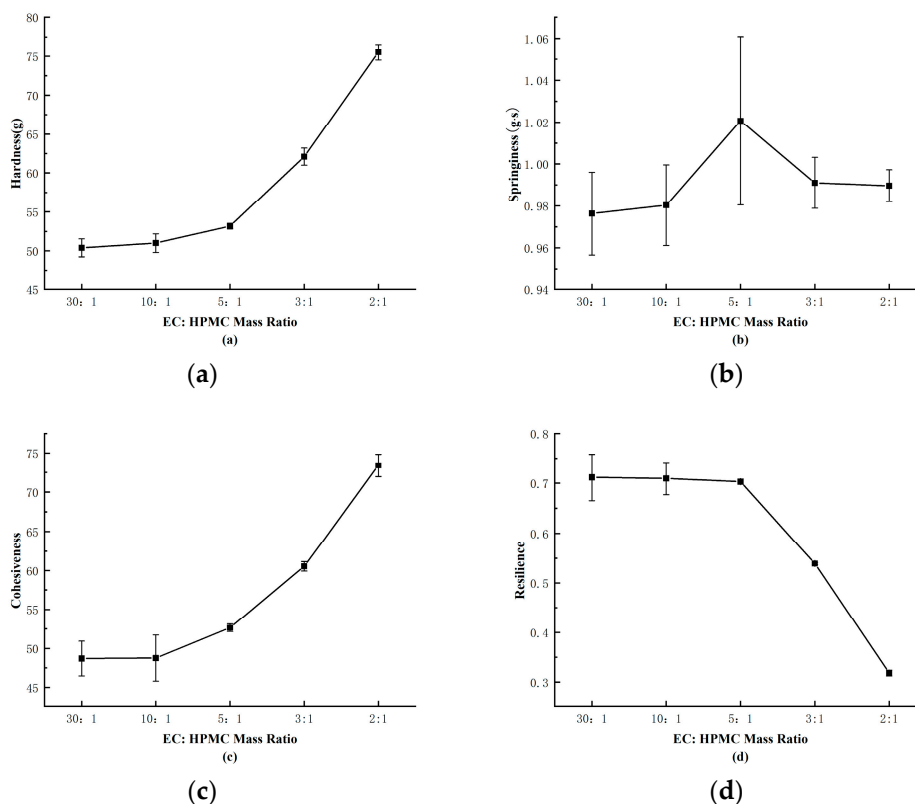 80
75
70
65
60
55
50
45
Hardness(g)
30: 1 10: 1 5: 1 3:1 2:1
EC: HPMC Mass Ratio
(a)
(a)
1.06
1.04
1.02
1.00
0.98
0.96
0.94
Springiness (g·s)
30: 1 10: 1 5: 1 3:1 2:1
EC: HPMC Mass Ratio
(b)
(b)
75
70
65
60
55
50
45
Cohesiveness
30: 1 10: 1 5: 1 3:1 2:1
EC: HPMC Mass Ratio
(c)
(c)
0.8
0.7
0.6
0.5
0.4
0.3
Resilience
30: 1 10: 1 5: 1 3:1 2:1
EC: HPMC Mass Ratio
(d)
(d)